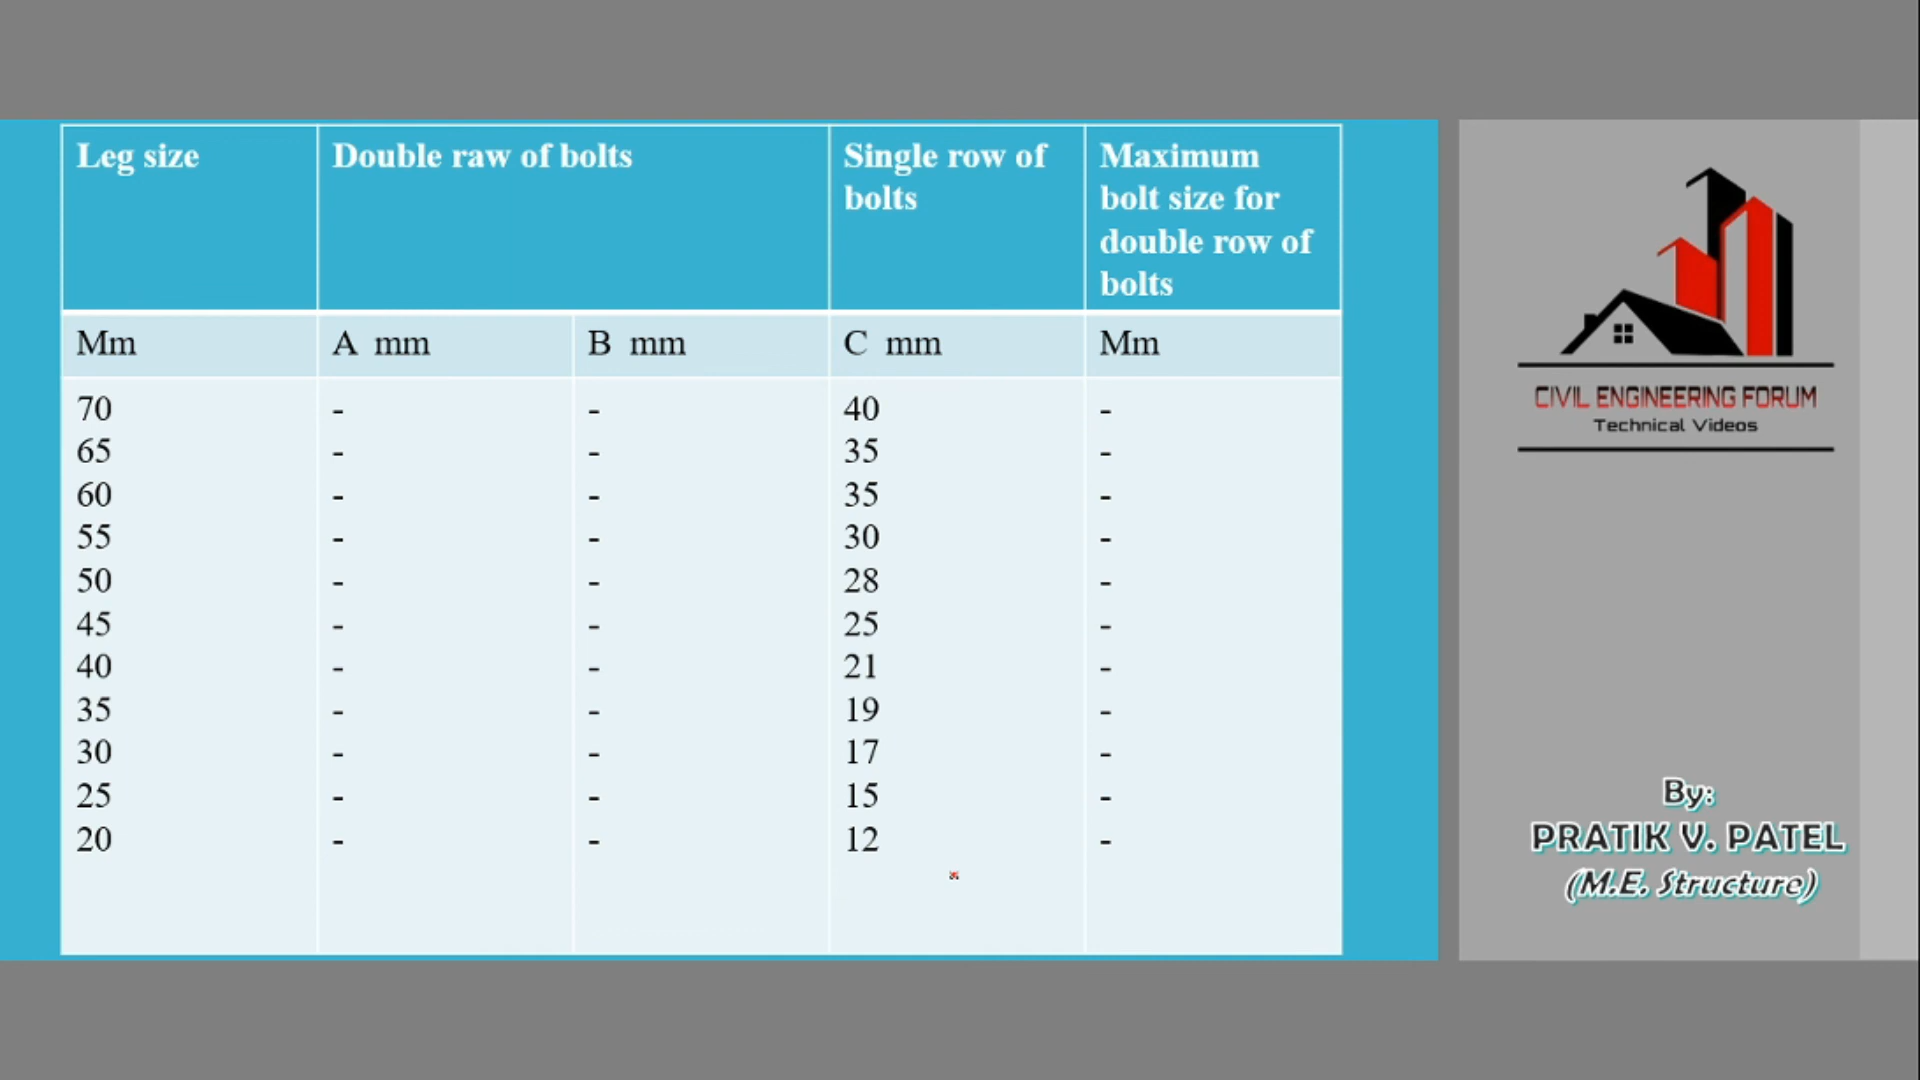 Leg size Double raw of bolts Single row of bolts Maximum bolt size for double row of bolts
Mm A mm B mm C mm Mm
70 - - 40 -
65 - - 35 -
60 - - 35 -
55 - - 30 -
50 - - 28 -
45 - - 25 -
40 - - 21 -
35 - - 19 -
30 - - 17 -
25 - - 15 -
20 - - 12 -
CIVIL ENGINEERING FORUM
Technical Videos
By:
PRATIK V. PATEL
(M.E. Structure)